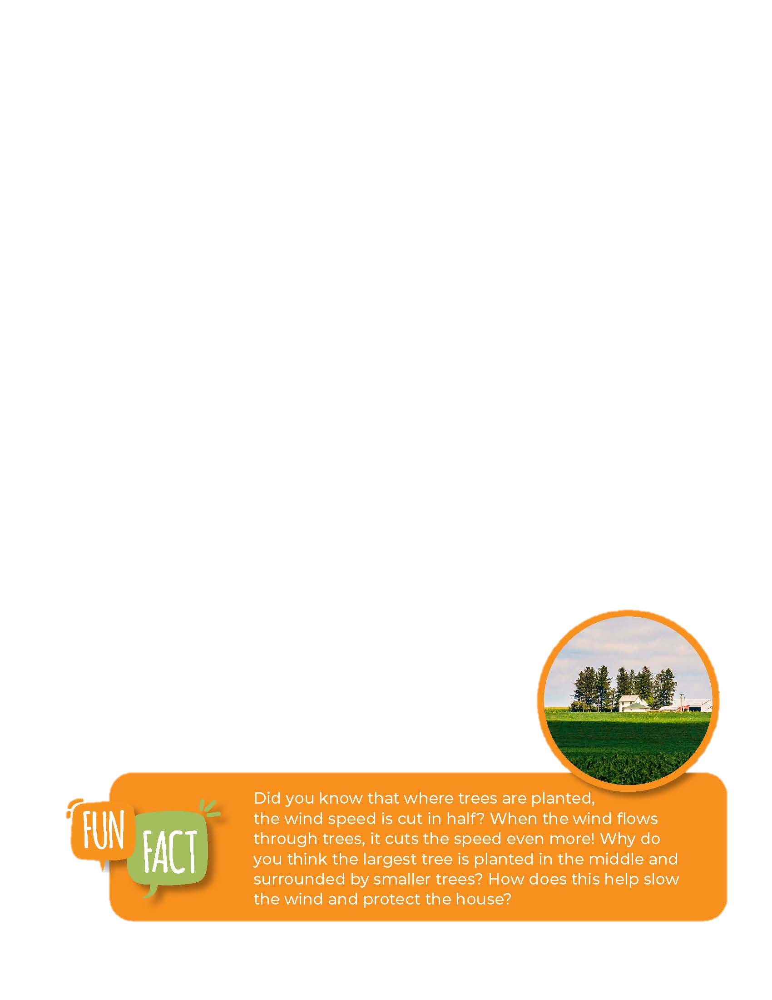 FUN
FACT
Did you know that where trees are planted,
the wind speed is cut in half? When the wind flows
through trees, it cuts the speed even more! Why do
you think the largest tree is planted in the middle and
surrounded by smaller trees? How does this help slow
the wind and protect the house?